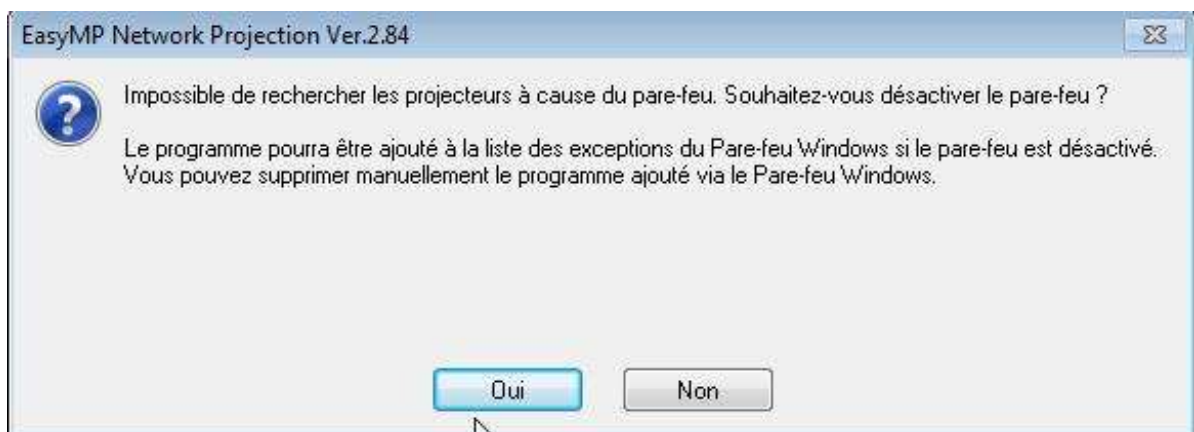 EasyMP Network Projection Ver.2.84
Impossible de rechercher les projecteurs à cause du pare-feu. Souhaitez-vous désactiver le pare-feu ?
Le programme pourra être ajouté à la liste des exceptions du Pare-feu Windows si le pare-feu est désactivé.
Vous pouvez supprimer manuellement le programme ajouté via le Pare-feu Windows.
Oui
Non